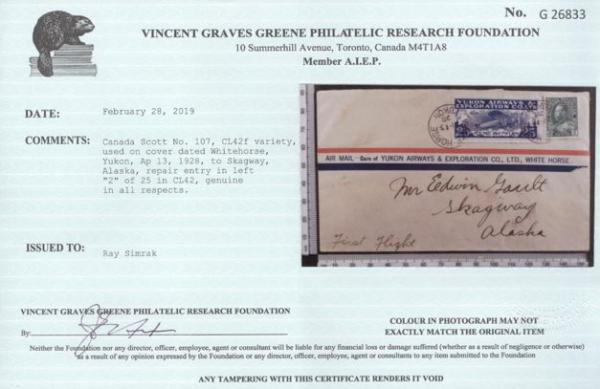 No. G 26833
VINCENT GRAVES GREENE PHILATELIC RESEARCH FOUNDATION
10 Summerhill Avenue, Toronto, Canada M4T1A8
Member A.I.E.P.
DATE: February 28, 2019
COMMENTS: Canada Scott No. 107, CL42f variety,
used on cover dated Whitehorse,
Yukon, Ap 13, 1928, to Skagway,
Alaska, repair entry in left
"2" of 25 in CL42, genuine
in all respects.
YUKON AIRWAYS &
EXPLORATION CO. LTD.
AIR MAIL—Care of YUKON AIRWAYS & EXPLORATION CO., LTD., WHITE HORSE
Mr Edwin Gault
Skagway
Alaska
First Flight
ISSUED TO: Ray Simrak
VINCENT GRAVES GREENE PHILATELIC RESEARCH FOUNDATION
By
COLOUR IN PHOTOGRAPH MAY NOT
EXACTLY MATCH THE ORIGINAL ITEM
Neither the Foundation nor any director, officer, employee, agent or consultant will be liable for any financial loss or damage suffered (whether as a result of negligence or otherwise)
as a result of any opinion expressed by the Foundation or any director, officer, employee, agent or consultant as to any item submitted to the Foundation
ANY TAMPERING WITH THIS CERTIFICATE RENDERS IT VOID